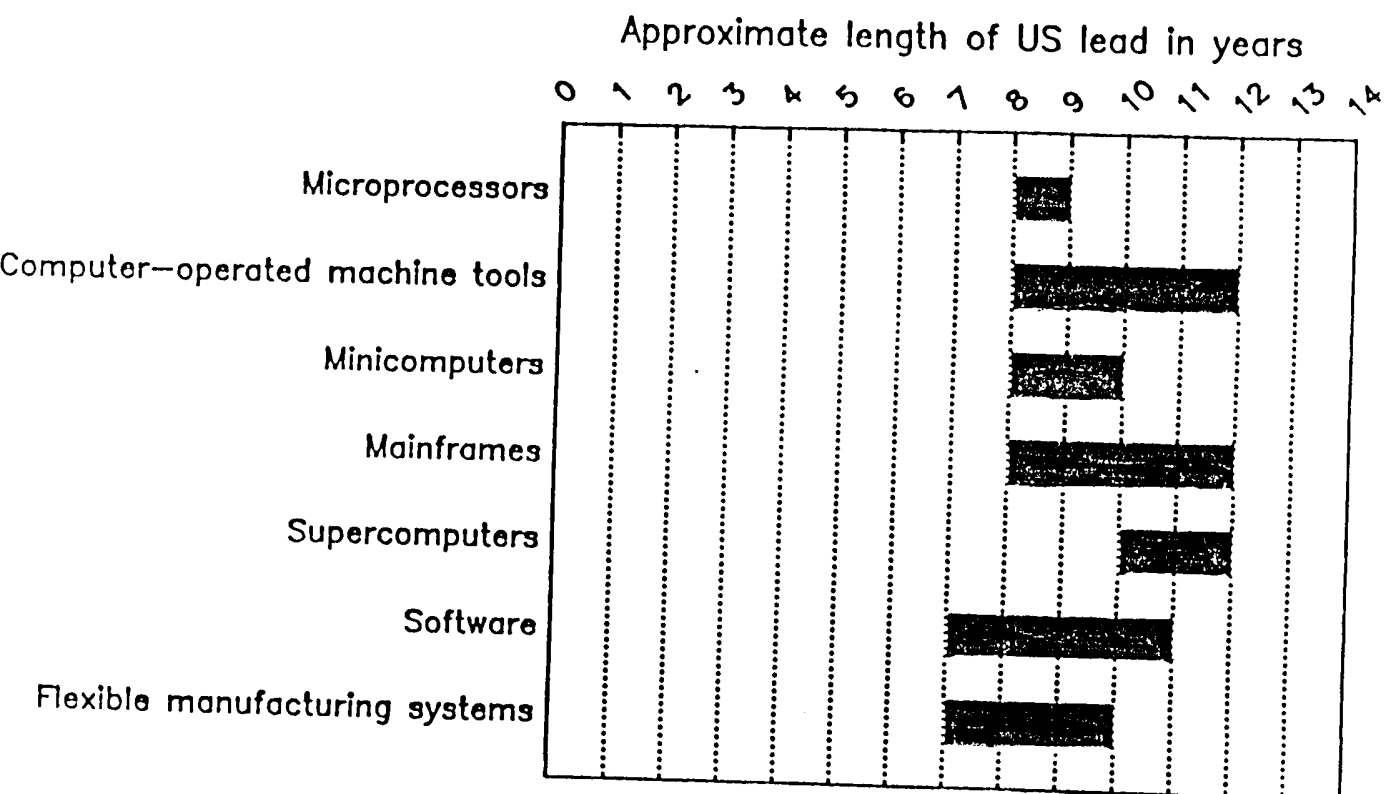 Approximate length of US lead in years
0 1 2 3 4 5 6 7 8 9 10 11 12 13 14
Microprocessors
Computer-operated machine tools
Minicomputers
Mainframes
Supercomputers
Software
Flexible manufacturing systems